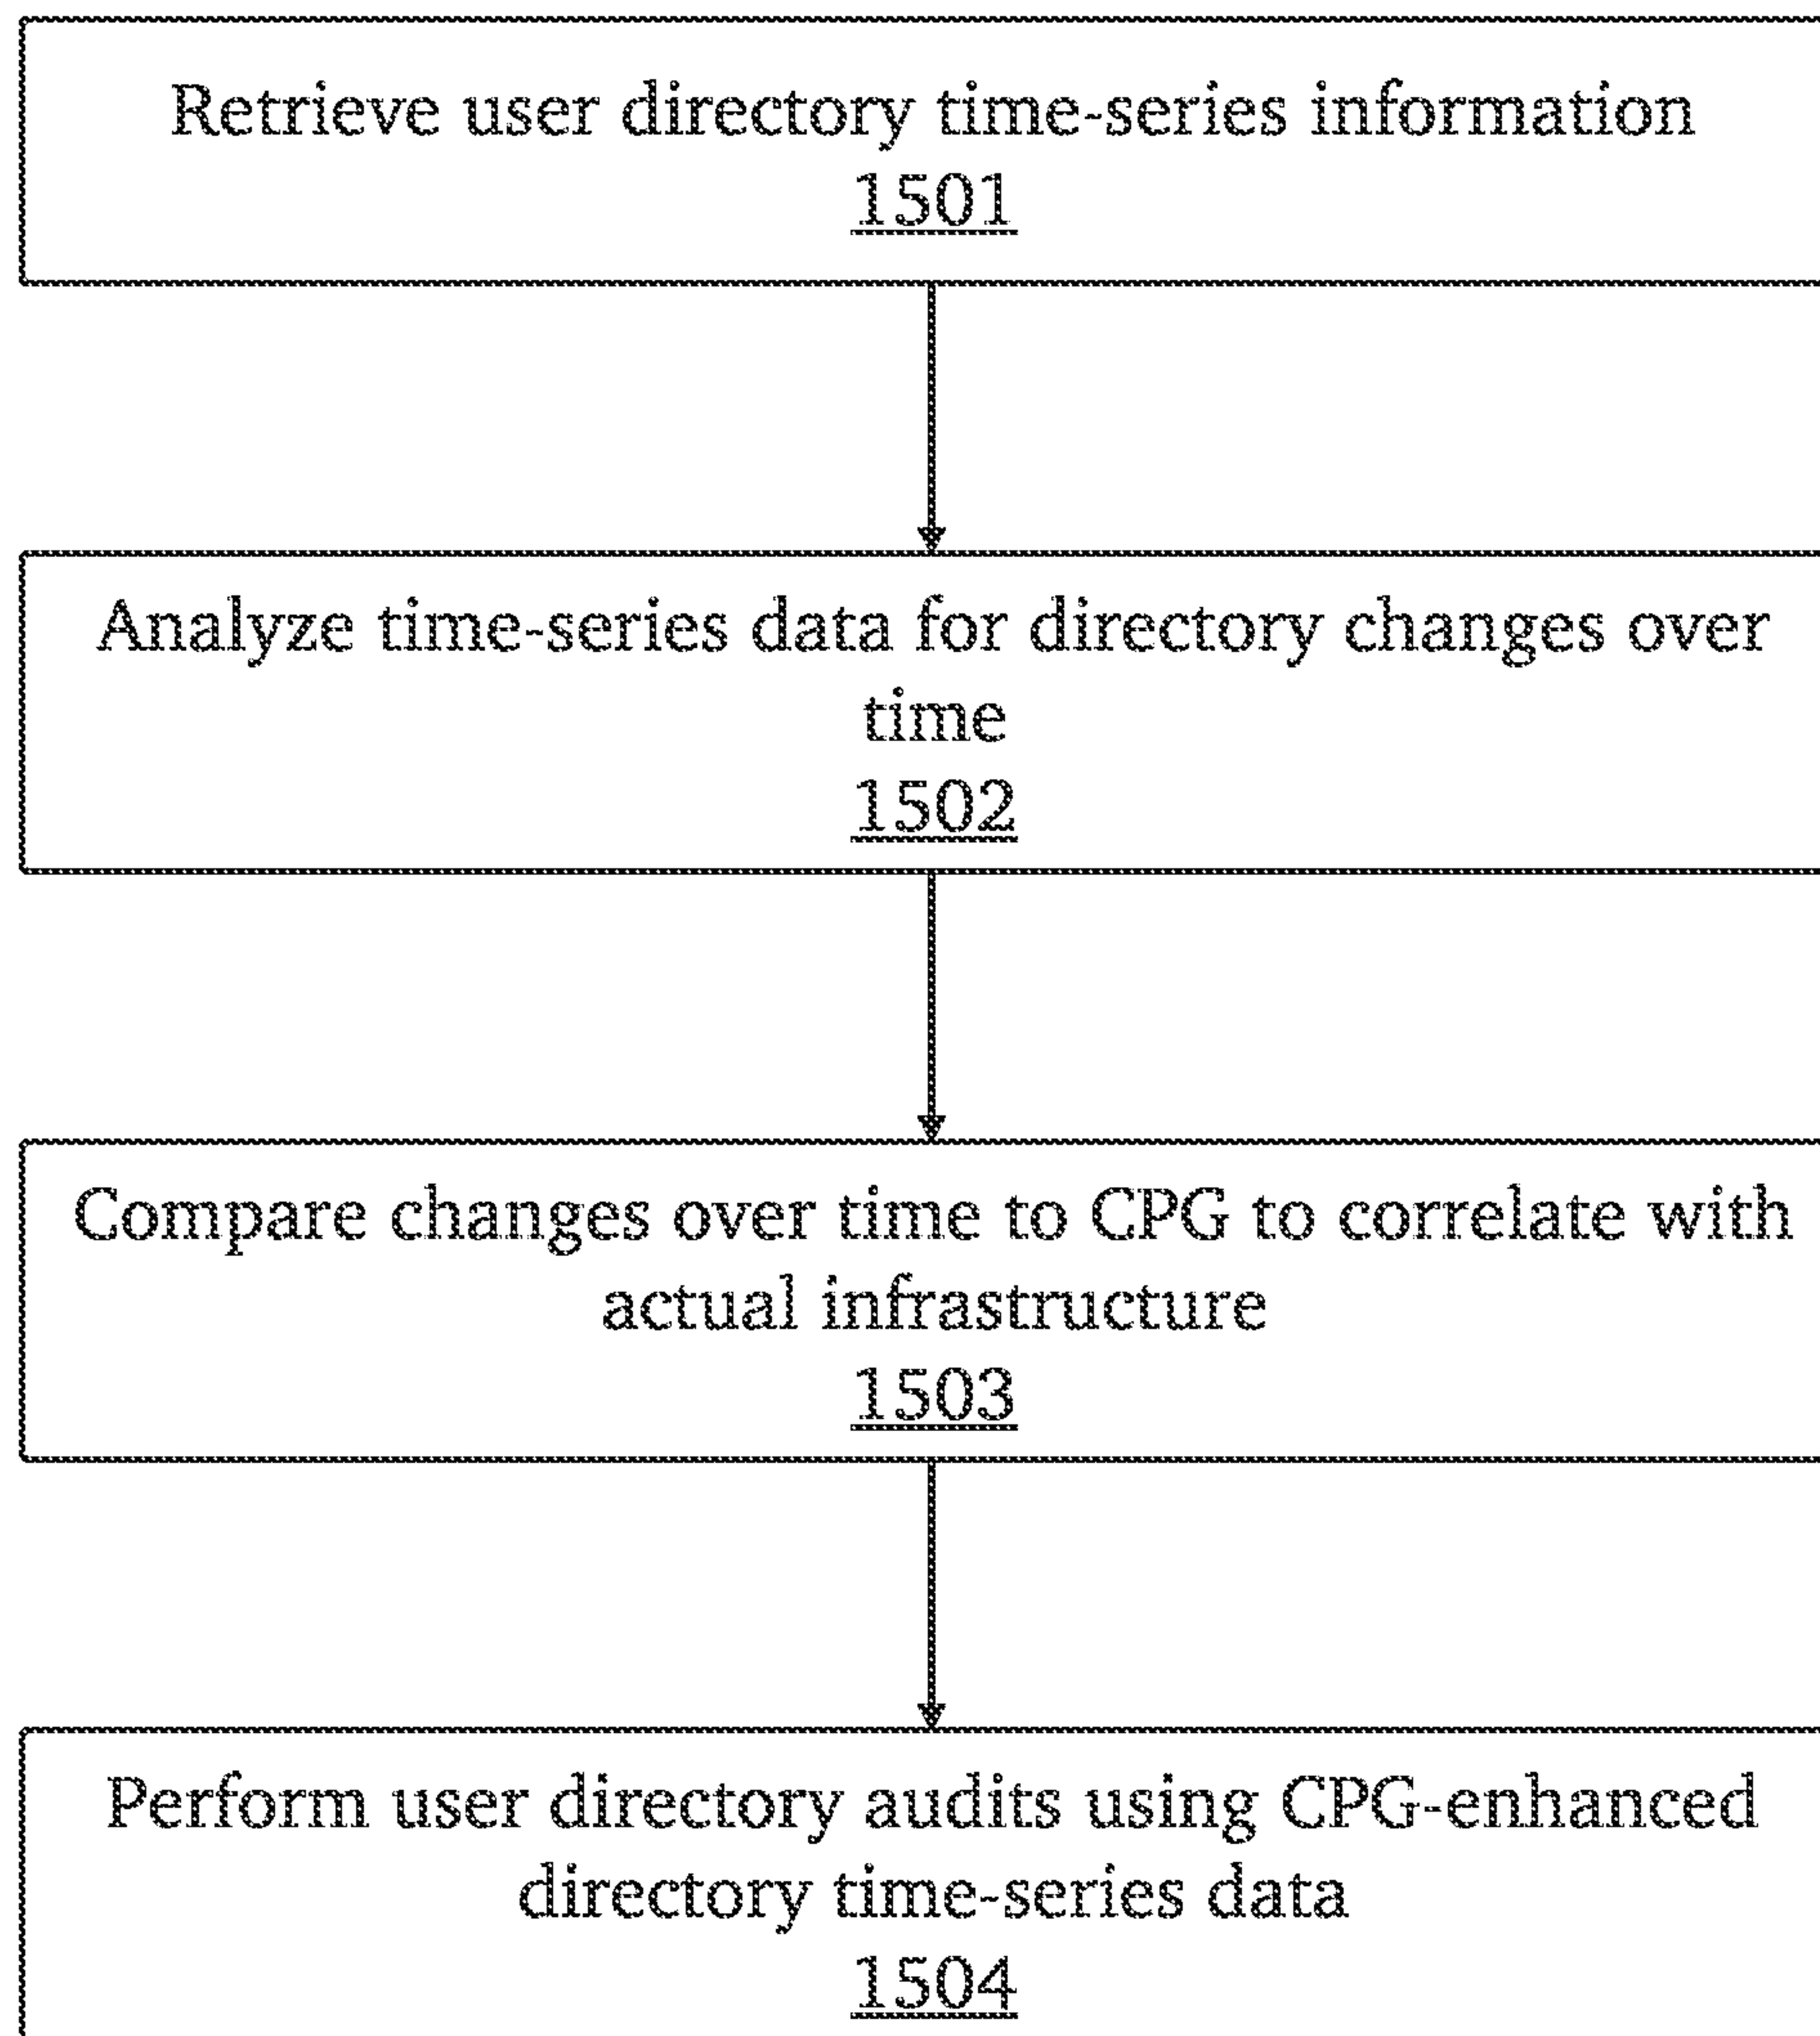 Retrieve user directory time-series information
1501
Analyze time-series data for directory changes over
time
1502
Compare changes over time to CPG to correlate with
actual infrastructure
1503
Perform user directory audits using CPG-enhanced
directory time-series data
1504